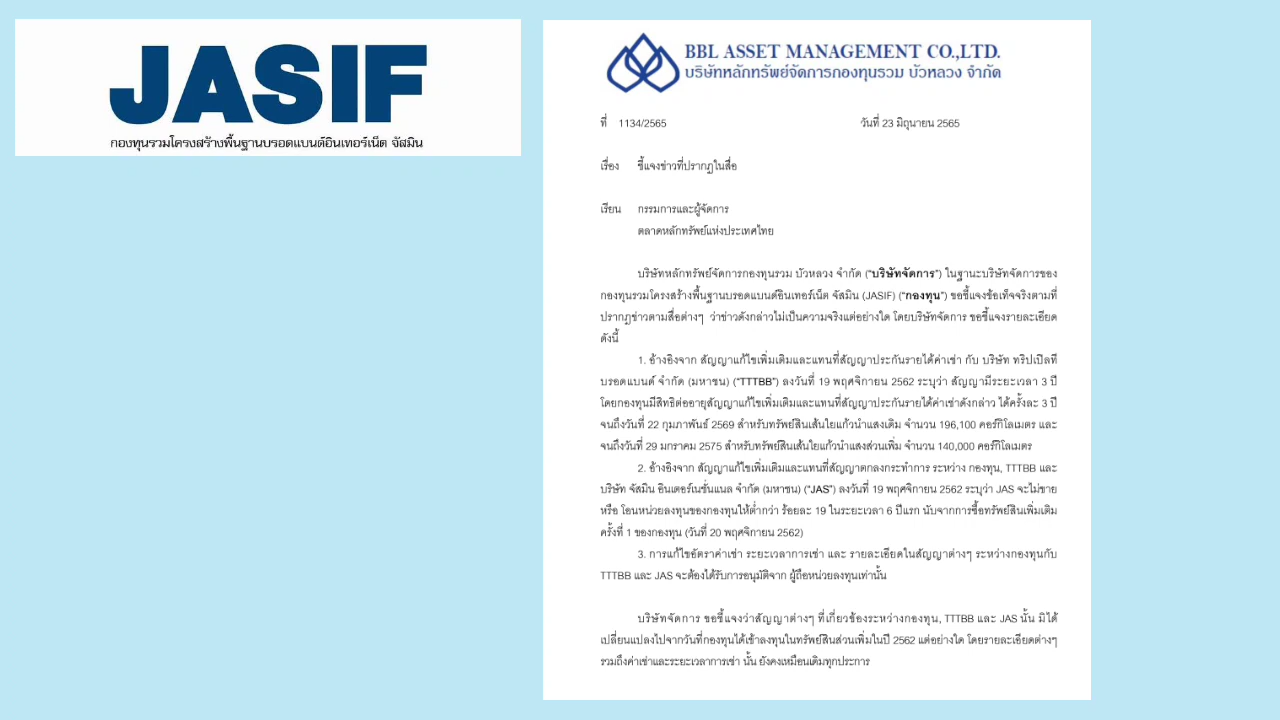 JASIF
กองทุนรวมโครงสร้างพื้นฐานบรอดแบนด์อินเทอร์เน็ต จัสมิน
BBL ASSET MANAGEMENT CO.,LTD.
บริษัทหลักทรัพย์จัดการกองทุนรวม บัวหลวง จำกัด
ที่ 1134/2565 วันที่ 23 มิถุนายน 2565
เรื่อง ชี้แจงข่าวที่ปรากฏในสื่อ
เรียน กรรมการและผู้จัดการ
ตลาดหลักทรัพย์แห่งประเทศไทย
บริษัทหลักทรัพย์จัดการกองทุนรวม บัวหลวง จำกัด ("บริษัทจัดการ") ในฐานะบริษัทจัดการของ
กองทุนรวมโครงสร้างพื้นฐานบรอดแบนด์อินเทอร์เน็ต จัสมิน (JASIF) ("กองทุน") ขอชี้แจงข้อเท็จจริงตามที่
ปรากฏข่าวตามสื่อต่างๆ ว่าข่าวดังกล่าวไม่เป็นความจริงแต่อย่างใด โดยบริษัทจัดการ ขอชี้แจงรายละเอียด
ดังนี้
1. อ้างอิงจาก สัญญาแก้ไขเพิ่มเติมและแทนที่สัญญาประกันรายได้ค่าเช่า กับ บริษัท ทริปเปิลที
บรอดแบนด์ จำกัด (มหาชน) ("TTTBB") ลงวันที่ 19 พฤศจิกายน 2562 ระบุว่า สัญญามีระยะเวลา 3 ปี
โดยกองทุนมีสิทธิต่ออายุสัญญาแก้ไขเพิ่มเติมและแทนที่สัญญาประกันรายได้ค่าเช่าดังกล่าว ได้ครั้งละ 3 ปี
จนถึงวันที่ 22 กุมภาพันธ์ 2569 สำหรับทรัพย์สินเส้นใยแก้วนำแสงเดิม จำนวน 196,100 คอร์กิโลเมตร และ
จนถึงวันที่ 29 มกราคม 2575 สำหรับทรัพย์สินเส้นใยแก้วนำแสงส่วนเพิ่ม จำนวน 140,000 คอร์กิโลเมตร
2. อ้างอิงจาก สัญญาแก้ไขเพิ่มเติมและแทนที่สัญญาตกลงกระทำการ ระหว่าง กองทุน, TTTBB และ
บริษัท จัสมิน อินเตอร์เนชั่นแนล จำกัด (มหาชน) ("JAS") ลงวันที่ 19 พฤศจิกายน 2562 ระบุว่า JAS จะไม่ขาย
หรือ โอนหน่วยลงทุนของกองทุนให้ต่ำกว่า ร้อยละ 19 ในระยะเวลา 6 ปีแรก นับจากการซื้อทรัพย์สินเพิ่มเติม
ครั้งที่ 1 ของกองทุน (วันที่ 20 พฤศจิกายน 2562)
3. การแก้ไขอัตราค่าเช่า ระยะเวลาการเช่า และ รายละเอียดในสัญญาต่างๆ ระหว่างกองทุนกับ
TTTBB และ JAS จะต้องได้รับการอนุมัติจาก ผู้ถือหน่วยลงทุนเท่านั้น
บริษัทจัดการ ขอชี้แจงว่าสัญญาต่างๆ ที่เกี่ยวข้องระหว่างกองทุน, TTTBB และ JAS นั้น มิได้
เปลี่ยนแปลงไปจากวันที่กองทุนได้เข้าลงทุนในทรัพย์สินส่วนเพิ่มในปี 2562 แต่อย่างใด โดยรายละเอียดต่างๆ
รวมถึงค่าเช่าและระยะเวลาการเช่า นั้น ยังคงเหมือนเดิมทุกประการ